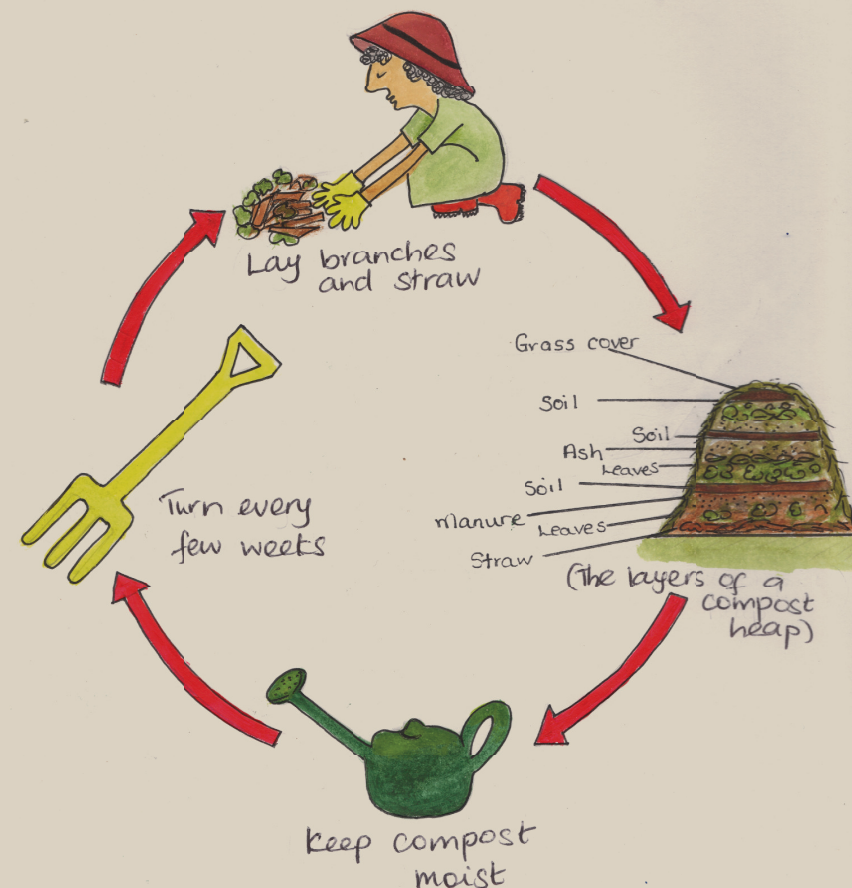 Lay branches
and straw
Grass cover
Soil
Soil
Ash
Leaves
Soil
Manure
Leaves
Straw
(The layers of a
compost
heap)
Keep compost
moist
Turn every
few weeks